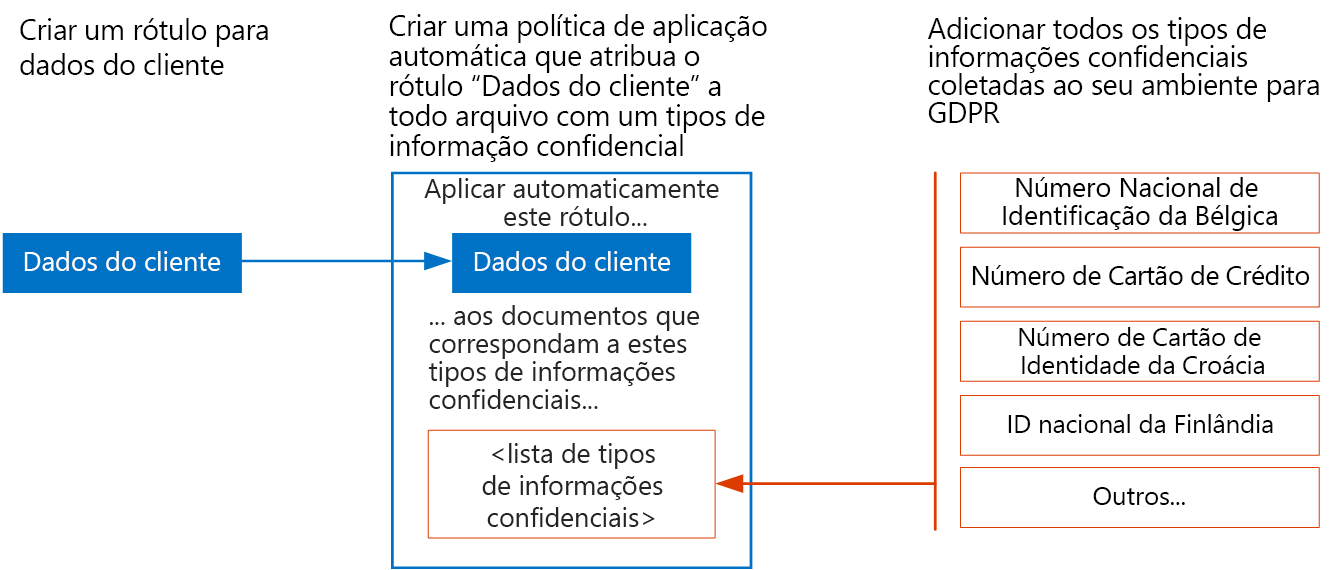 Criar um rótulo para
dados do cliente
Criar uma política de aplicação
automática que atribua o
rótulo “Dados do cliente” a
todo arquivo com um tipos de
informação confidencial
Adicionar todos os tipos de
informações confidenciais
coletadas ao seu ambiente para
GDPR
Dados do cliente
Aplicar automaticamente
este rótulo...
Dados do cliente
... aos documentos que
correspondam a estes
tipos de informações
confidenciais...
<lista de tipos
de informações
confidenciais>
Número Nacional de
Identificação da Bélgica
Número de Cartão de Crédito
Número de Cartão de
Identidade da Croácia
ID nacional da Finlândia
Outros...